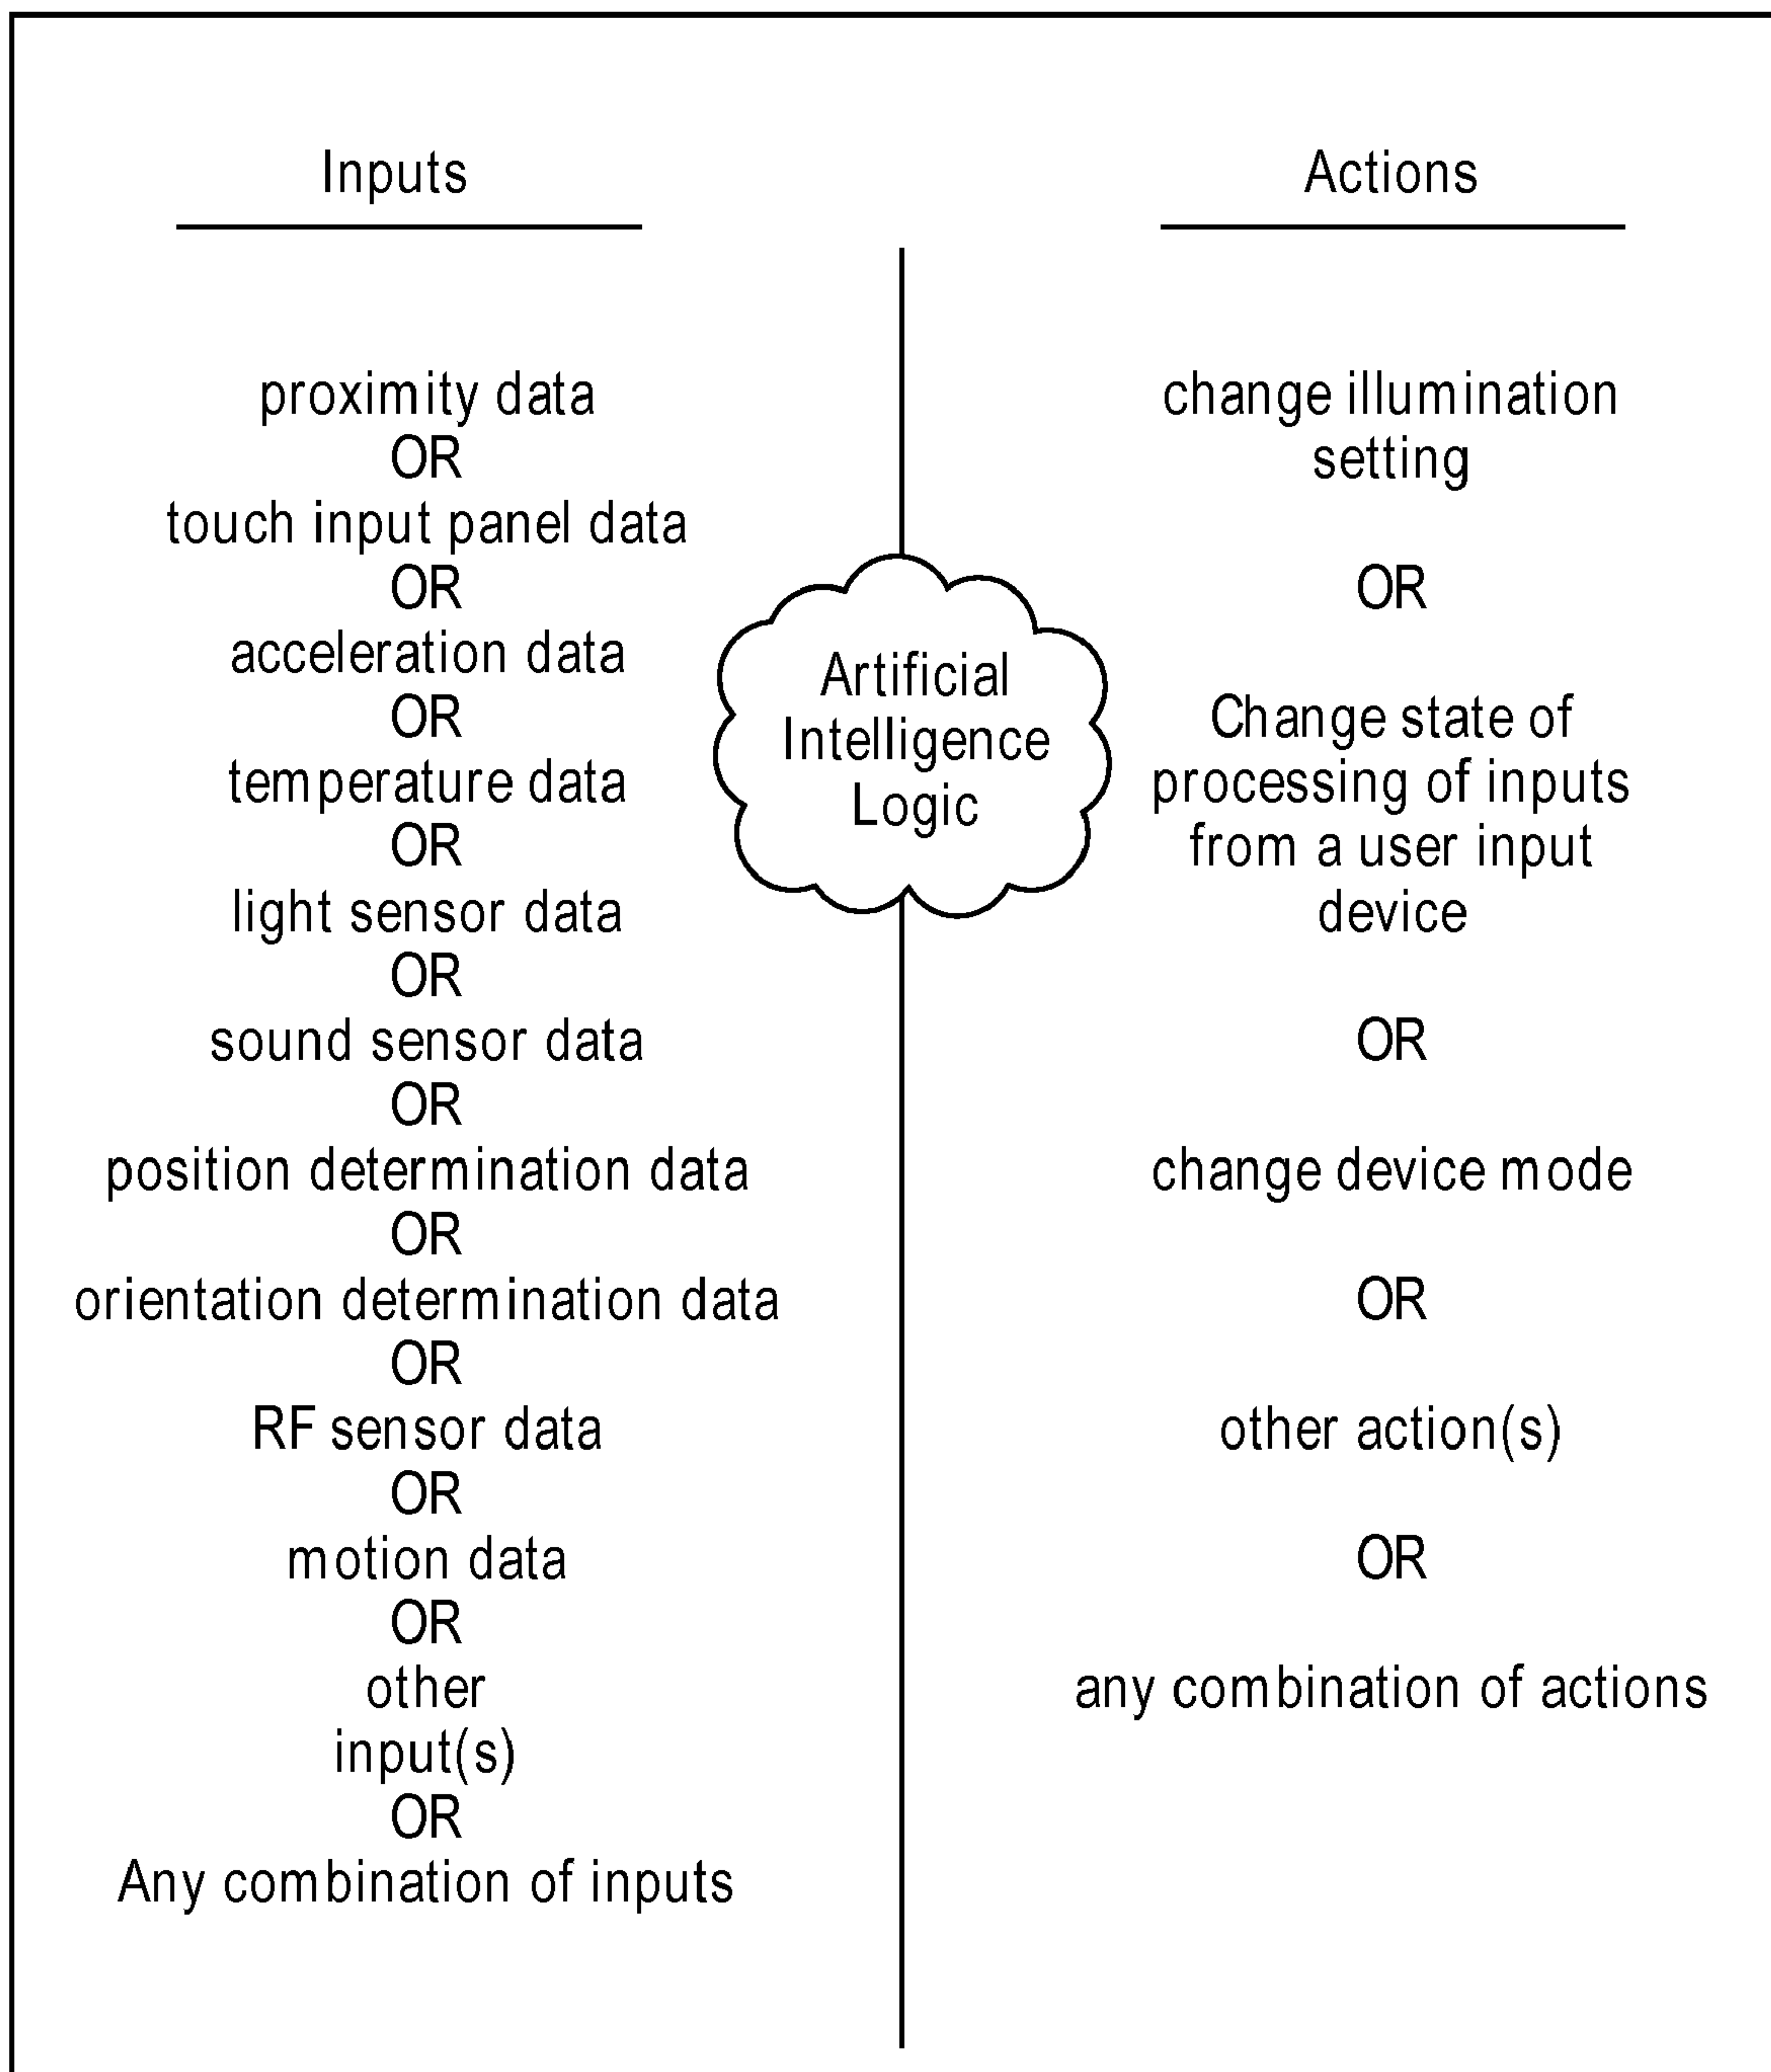 Inputs
proximity data
OR
touch input panel data
OR
acceleration data
OR
temperature data
OR
light sensor data
OR
sound sensor data
OR
position determination data
OR
orientation determination data
OR
RF sensor data
OR
motion data
OR
other
input(s)
OR
Any combination of inputs
Artificial
Intelligence
Logic
Actions
change illumination
setting
OR
Change state of
processing of inputs
from a user input
device
OR
change device mode
OR
other action(s)
OR
any combination of actions